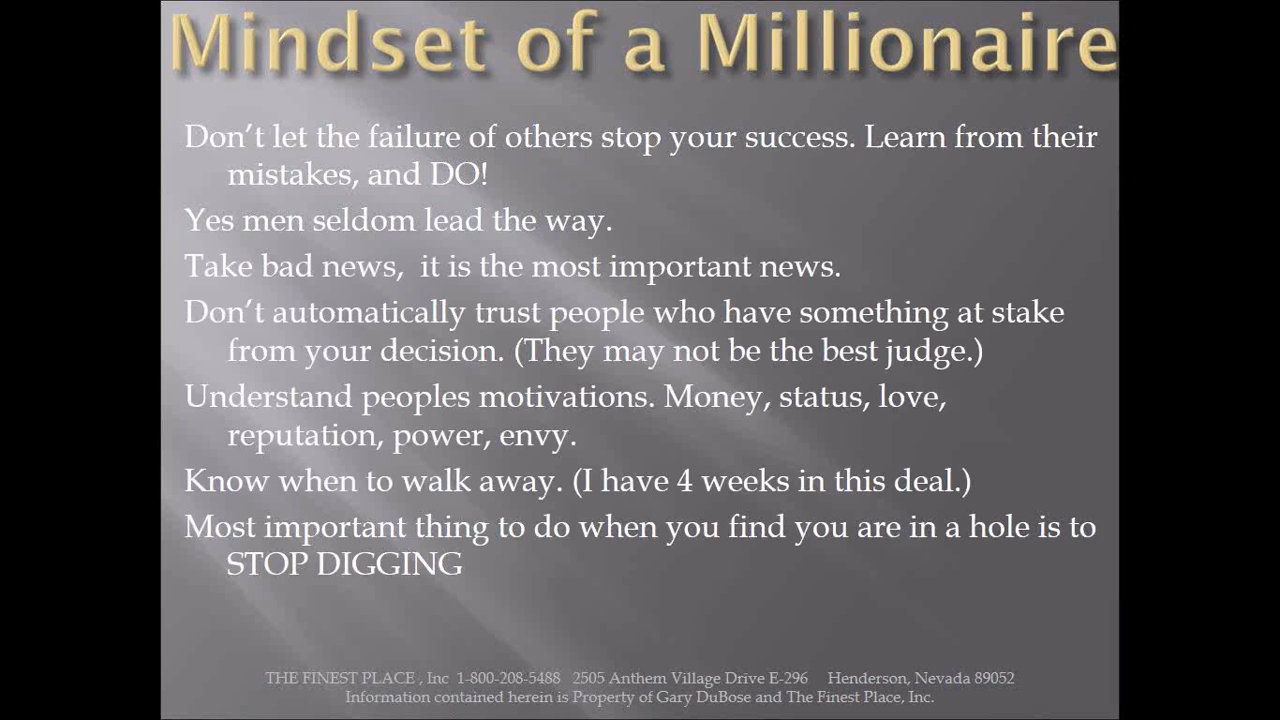 Mindset of a Millionaire
Don’t let the failure of others stop your success. Learn from their
mistakes, and DO!
Yes men seldom lead the way.
Take bad news,  it is the most important news.
Don’t automatically trust people who have something at stake
from your decision. (They may not be the best judge.)
Understand peoples motivations. Money, status, love,
reputation, power, envy.
Know when to walk away. (I have 4 weeks in this deal.)
Most important thing to do when you find you are in a hole is to
STOP DIGGING
THE FINEST PLACE , Inc  1-800-208-5488   2505 Anthem Village Drive E-296     Henderson, Nevada 89052
Information contained herein is Property of Gary DuBose and The Finest Place, Inc.